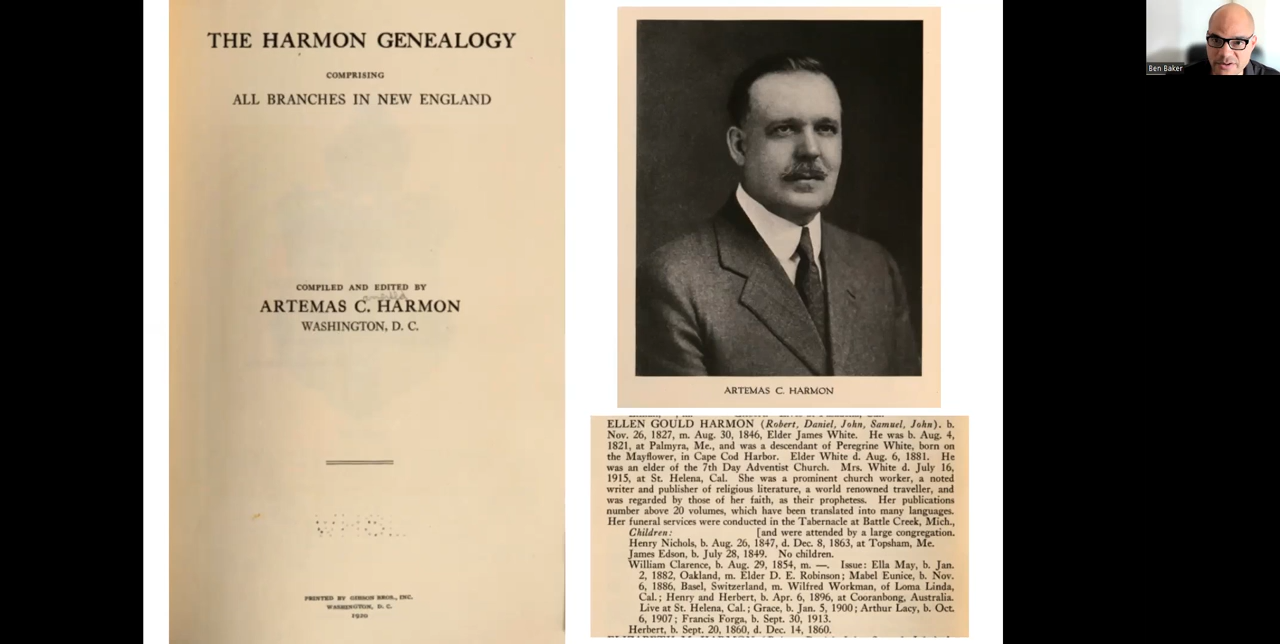 THE HARMON GENEALOGY
COMPRISING
ALL BRANCHES IN NEW ENGLAND
COMPILED AND EDITED BY
ARTEMAS C. HARMON
WASHINGTON, D. C.
PRINTED BY GIBSON BROS., INC.
WASHINGTON, D. C.
1920
ARTEMAS C. HARMON
ELLEN GOULD HARMON (Robert, Daniel, John, Samuel, John). b.
Nov. 26, 1827, m. Aug. 30, 1846, Elder James White. He was b. Aug. 4,
1821, at Palmyra, Me., and was a descendant of Peregrine White, born on
the Mayflower, in Cape Cod Harbor. Elder White d. Aug. 6, 1881. He
was an elder of the 7th Day Adventist Church. Mrs. White d. July 16,
1915, at St. Helena, Cal. She was a prominent church worker, a noted
writer and publisher of religious literature, a world renowned traveller, and
was regarded by those of her faith, as their prophetess. Her publications
number above 20 volumes, which have been translated into many languages.
Her funeral services were conducted in the Tabernacle at Battle Creek, Mich.,
Children: [and were attended by a large congregation.
Henry Nichols, b. Aug. 26, 1847, d. Dec. 8, 1863, at Topsham, Me.
James Edson, b. July 28, 1849. No children.
William Clarence, b. Aug. 29, 1854, m. —. Issue: Ella May, b. Jan.
2, 1882, Oakland, m. Elder D. E. Robinson; Mabel Eunice, b. Nov.
6, 1886, Basel, Switzerland, m. Wilfred Workman, of Loma Linda,
Cal.; Henry and Herbert, b. Apr. 6, 1896, at Cooranbong, Australia.
Live at St. Helena, Cal.; Grace, b. Jan. 5, 1900; Arthur Lacy, b. Oct.
6, 1907; Francis Forga, b. Sept. 30, 1913.
Herbert, b. Sept. 20, 1860, d. Dec. 14, 1860.
Ben Baker